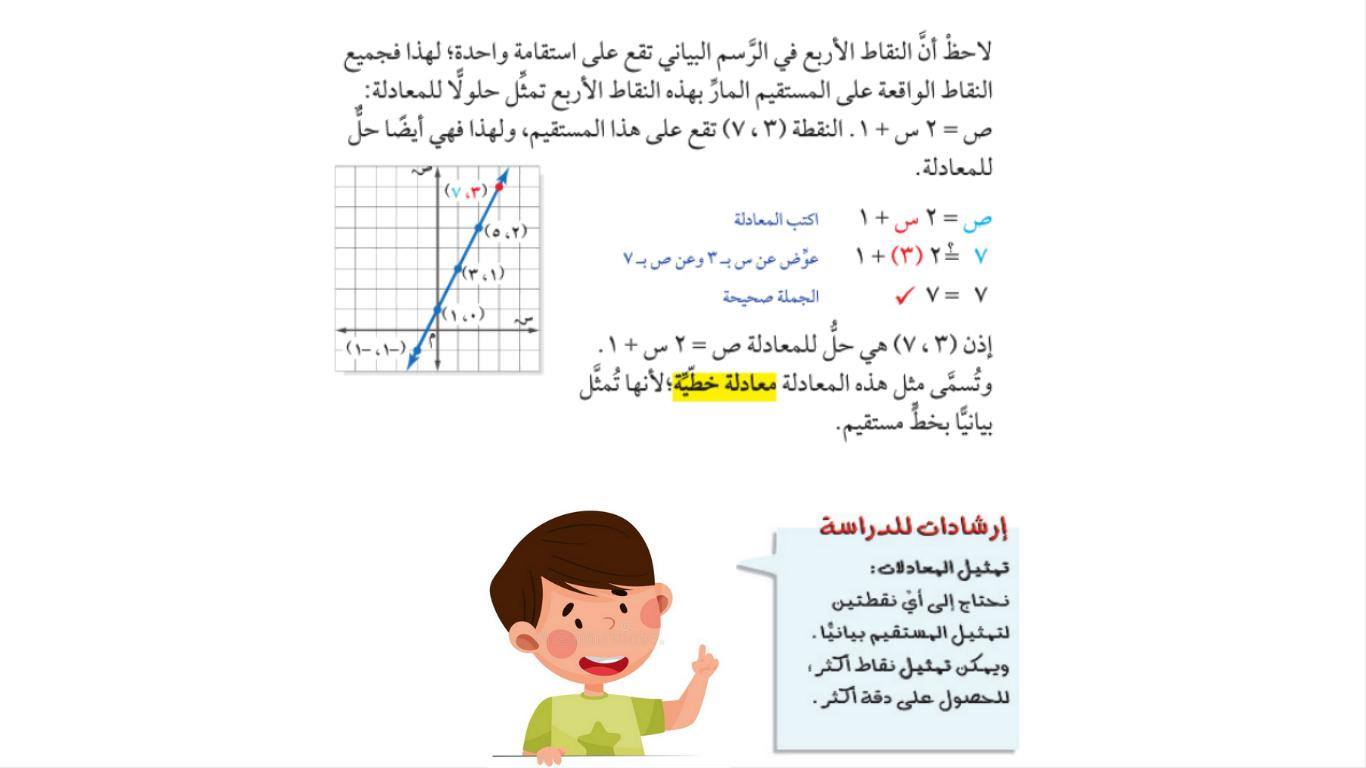 لاحظْ أنَّ النقاط الأربع في الرَّسم البياني تقع على استقامة واحدة؛ لهذا فجميع
النقاط الواقعة على المستقيم المارِّ بهذه النقاط الأربع تمثِّل حلولًا للمعادلة:
ص = ٢ س + ١. النقطة (٣ ، ٧) تقع على هذا المستقيم، ولهذا فهي أيضًا حلٌّ
للمعادلة.
ص = ٢ س + ١ اكتب المعادلة
٧ ≟ ٢ (٣) + ١ عوِّض عن س بـ ٣ وعن ص بـ ٧
٧ = ٧ ✓ الجملة صحيحة
ص
(٣، ٧)
(٢، ٥)
(١، ٣)
(٠، ١)
س
م
(-١، -١)
إذن (٣ ، ٧) هي حلٌّ للمعادلة ص = ٢ س + ١ .
وتُسمَّى مثل هذه المعادلة معادلة خطيِّة؛ لأنها تُمثَّل
بيانيًّا بخطٍّ مستقيم.
إرشادات للدراسة
تمثيل المعادلات:
نحتاج إلى أيّ نقطتين
لتمثيل المستقيم بيانيًّا .
ويمكن تمثيل نقاط أكثر ؛
للحصول على دقة أكثر .